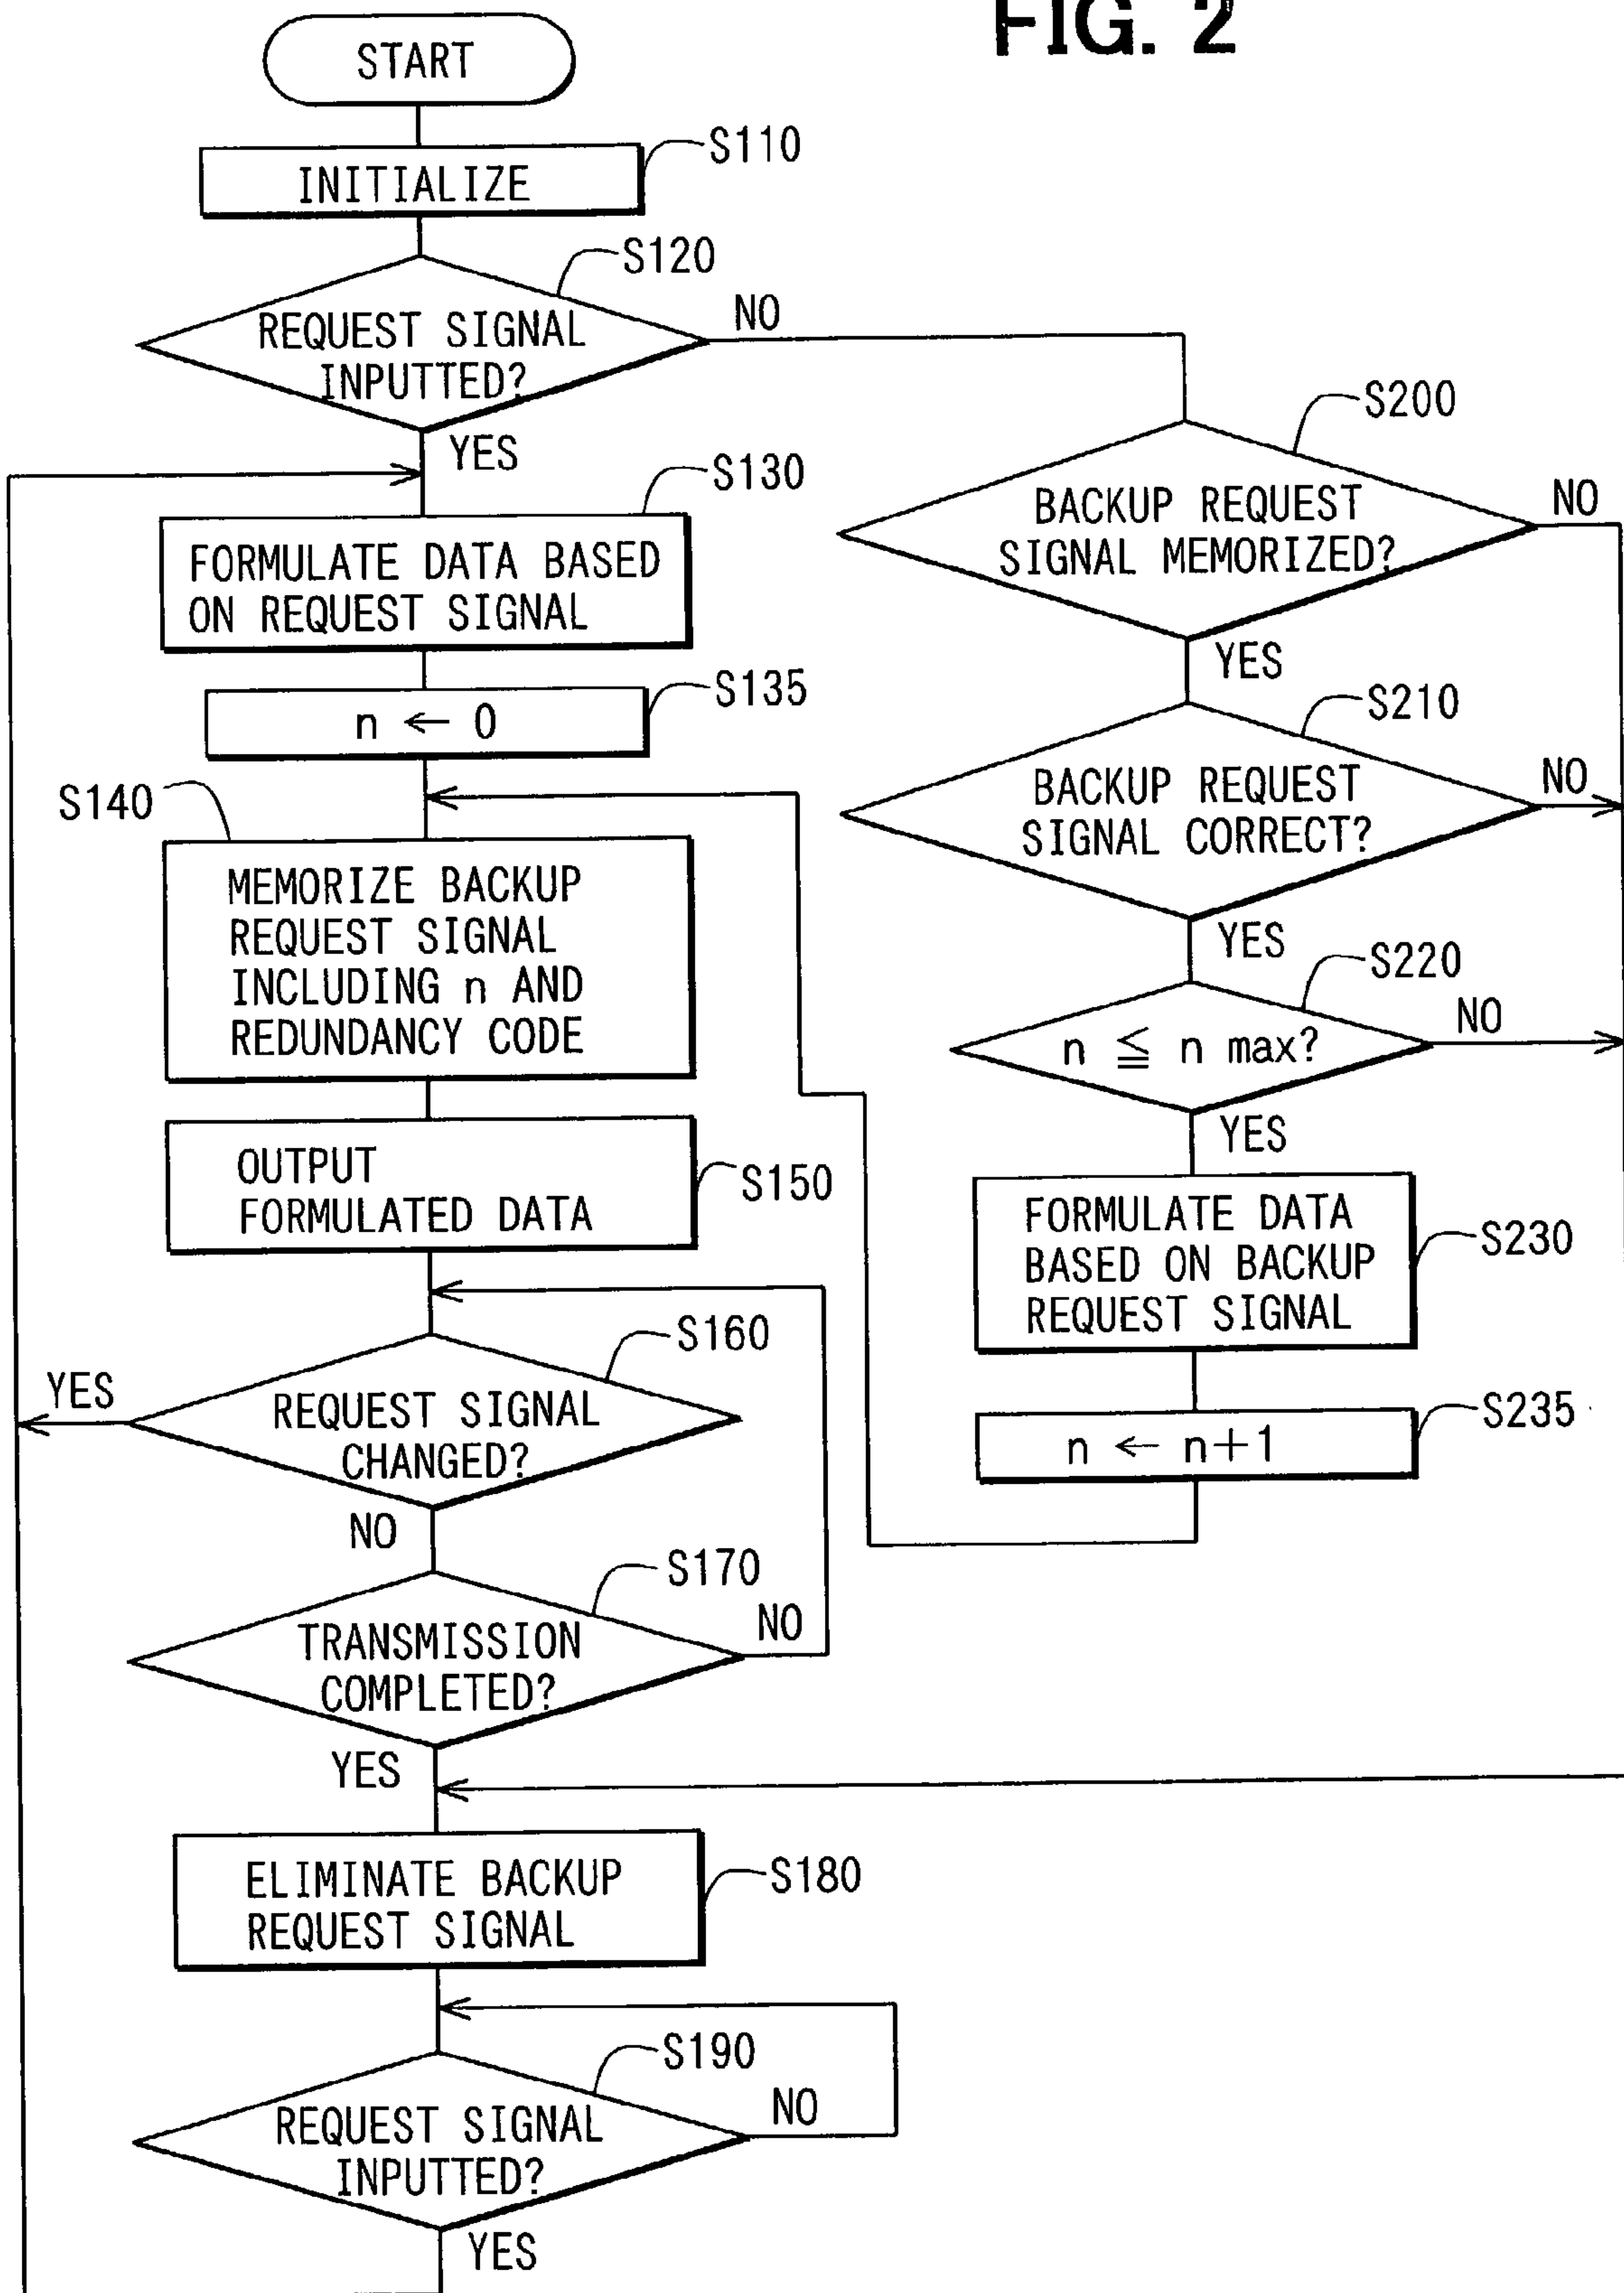 FIG. 2
START
INITIALIZE
S110
REQUEST SIGNAL
INPUTTED?
S120
NO
YES
FORMULATE DATA BASED
ON REQUEST SIGNAL
S130
n ← 0
S135
S140
MEMORIZE BACKUP
REQUEST SIGNAL
INCLUDING n AND
REDUNDANCY CODE
OUTPUT
FORMULATED DATA
S150
S160
YES
REQUEST SIGNAL
CHANGED?
NO
S170
TRANSMISSION
COMPLETED?
NO
YES
ELIMINATE BACKUP
REQUEST SIGNAL
S180
S190
REQUEST SIGNAL
INPUTTED?
NO
YES
S200
BACKUP REQUEST
SIGNAL MEMORIZED?
NO
YES
S210
BACKUP REQUEST
SIGNAL CORRECT?
NO
YES
S220
n ≦ n max?
NO
YES
FORMULATE DATA
BASED ON BACKUP
REQUEST SIGNAL
S230
n ← n+1
S235